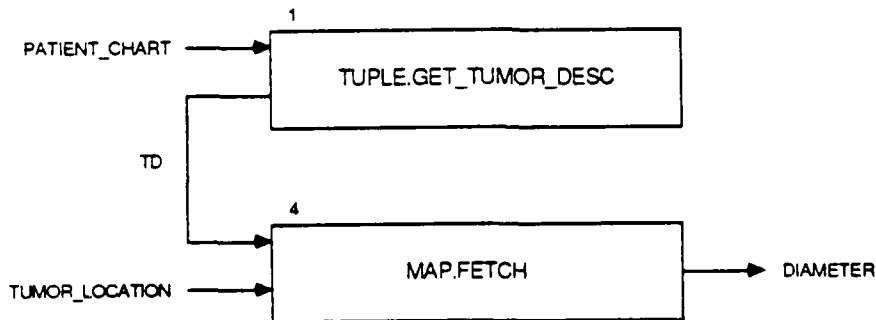 1
PATIENT_CHART
TUPLE.GET_TUMOR_DESC
TD
4
MAP.FETCH
DIAMETER
TUMOR_LOCATION